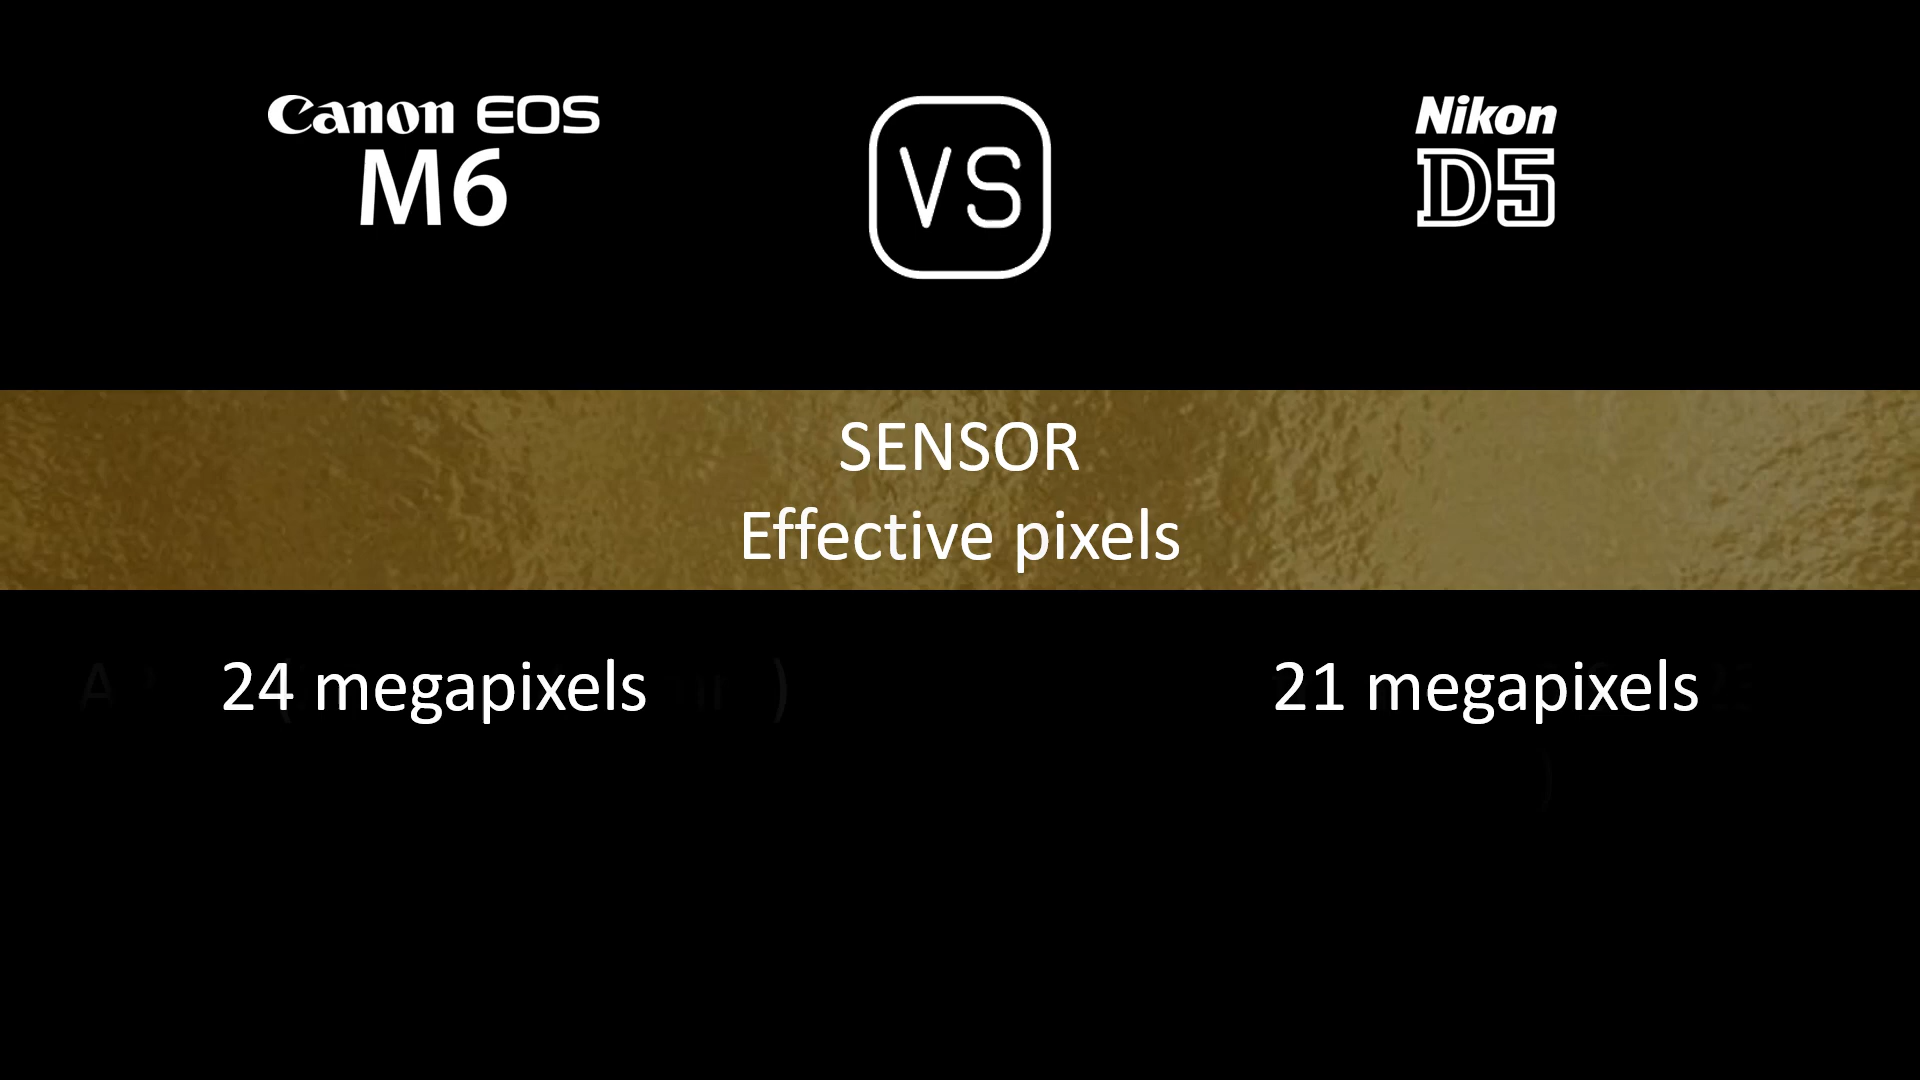 Canon EOS
M6
VS
Nikon
D5
SENSOR
Effective pixels
24 megapixels
21 megapixels